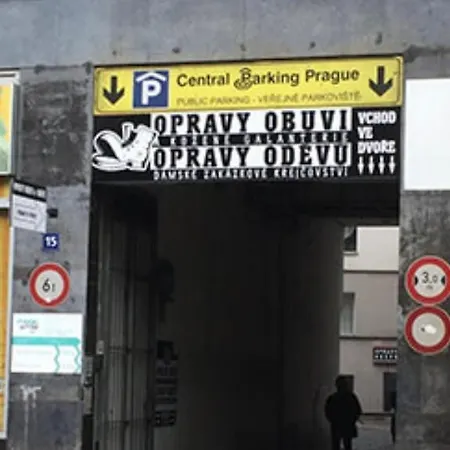 P Central Parking Prague
PUBLIC PARKING - VEŘEJNÉ PARKOVIŠTĚ
OPRAVY OBUVI
A KOŽENÉ GALANTERIE
OPRAVY ODĚVŮ
DÁMSKÉ ZAKÁZKOVÉ KREJČOVSTVÍ
VCHOD
VE
DVOŘE
15
6t
3,0
m